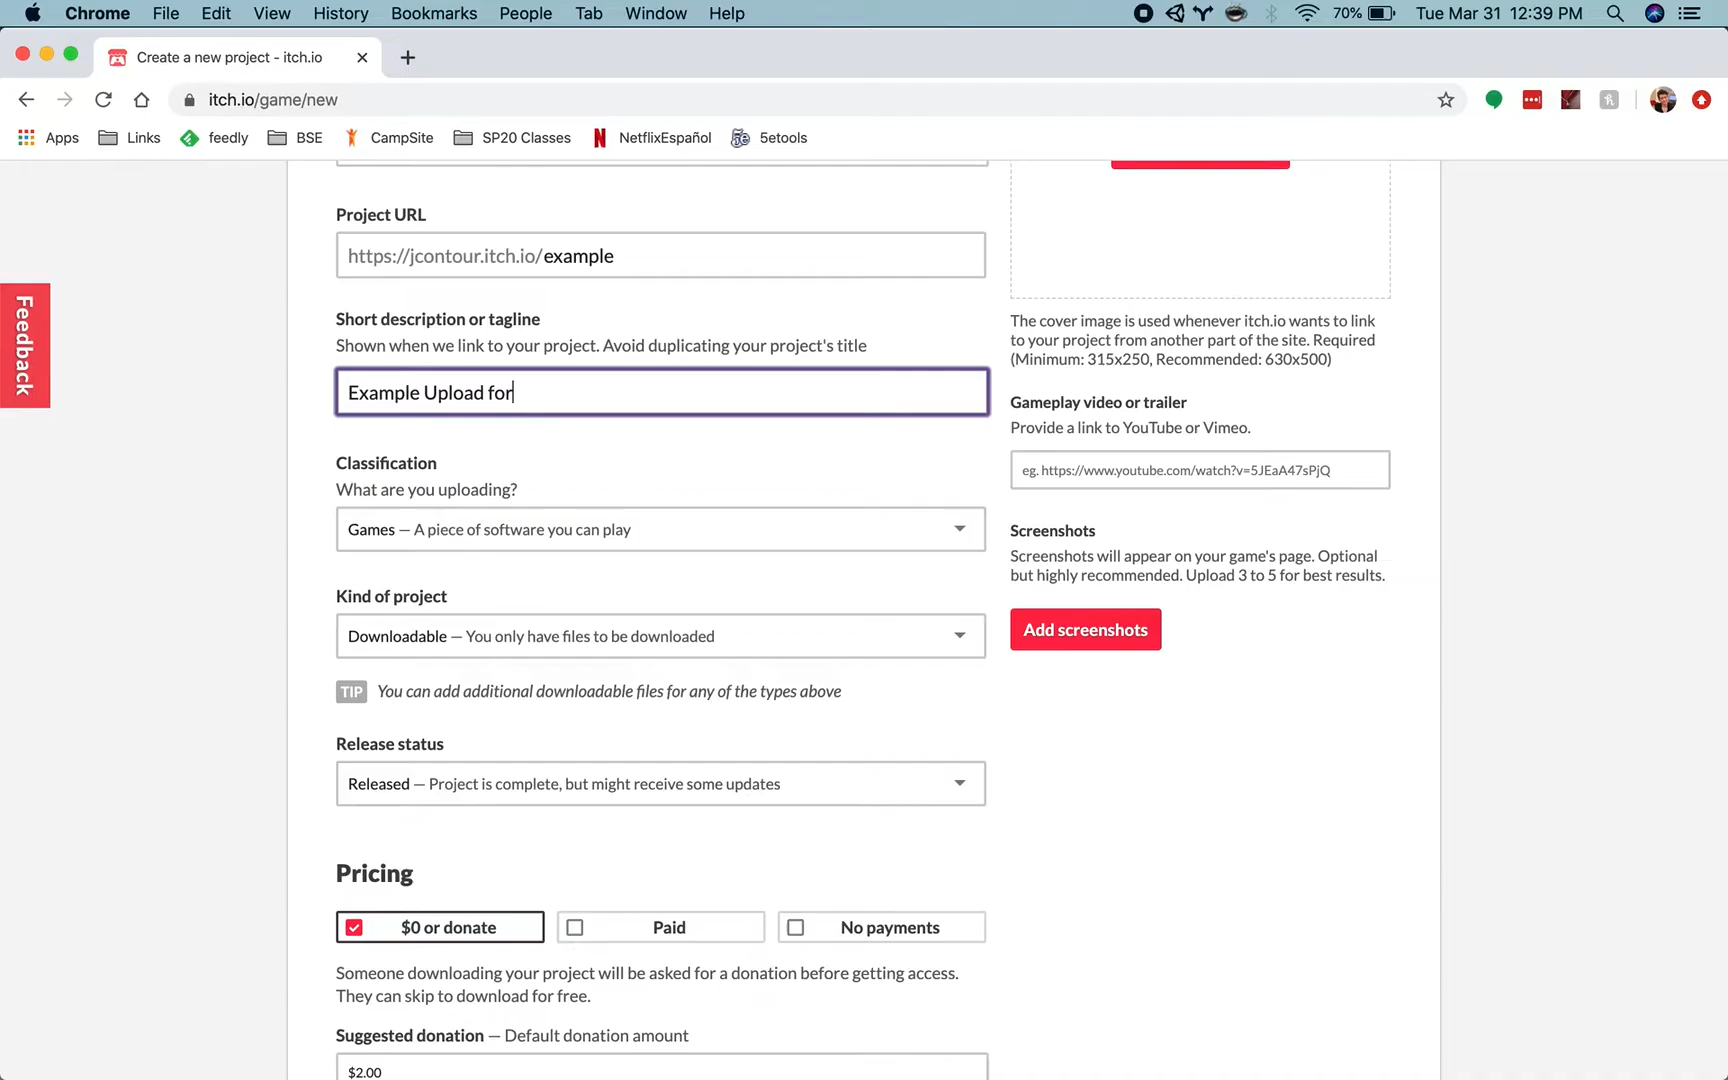 Chrome File Edit View History Bookmarks People Tab Window Help 70% Tue Mar 31 12:39 PM
Create a new project - itch.io
itch.io/game/new
Apps Links feedly BSE CampSite SP20 Classes NetflixEspañol 5etools
Feedback
Project URL
https://jcontour.itch.io/example
Short description or tagline
Shown when we link to your project. Avoid duplicating your project's title
Example Upload for
Classification
What are you uploading?
Games — A piece of software you can play
Kind of project
Downloadable — You only have files to be downloaded
TIP You can add additional downloadable files for any of the types above
Release status
Released — Project is complete, but might receive some updates
Pricing
$0 or donate Paid No payments
Someone downloading your project will be asked for a donation before getting access.
They can skip to download for free.
Suggested donation — Default donation amount
$2.00
The cover image is used whenever itch.io wants to link
to your project from another part of the site. Required
(Minimum: 315x250, Recommended: 630x500)
Gameplay video or trailer
Provide a link to YouTube or Vimeo.
eg. https://www.youtube.com/watch?v=5JEaA47sPjQ
Screenshots
Screenshots will appear on your game's page. Optional
but highly recommended. Upload 3 to 5 for best results.
Add screenshots